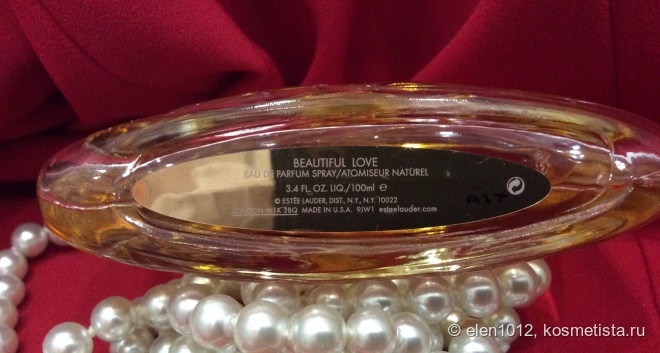 BEAUTIFUL LOVE
EAU DE PARFUM SPRAY/ATOMISEUR NATUREL
3.4 FL. OZ. LIQ./100ml ℮
© ESTÉE LAUDER, DIST., N.Y., N.Y. 10022
LONDON W1K 3BQ MADE IN U.S.A. 9JW1 esteelauder.com
A17
© elen1012, kosmetista.ru